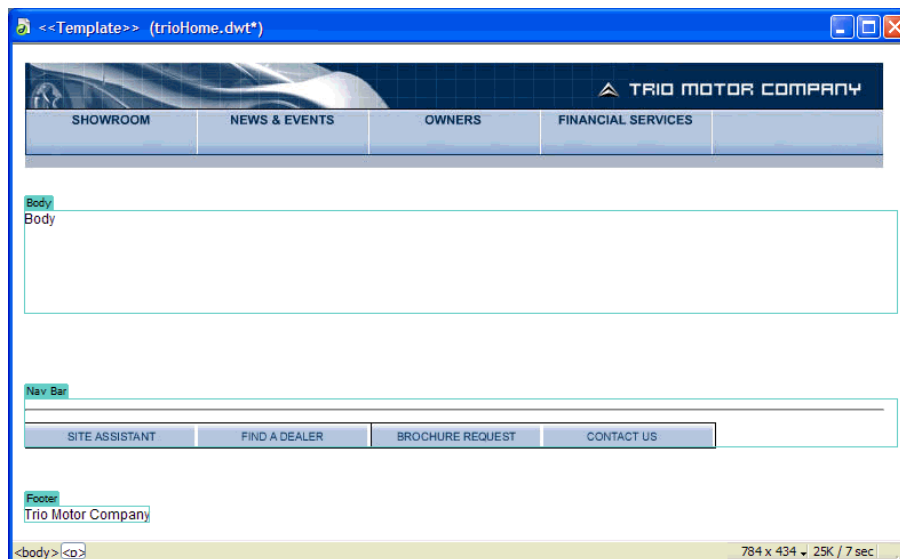 <<Template>> (trioHome.dwt*)
TRIO MOTOR COMPANY
SHOWROOM NEWS & EVENTS OWNERS FINANCIAL SERVICES
Body
Body
Nav Bar
SITE ASSISTANT FIND A DEALER BROCHURE REQUEST CONTACT US
Footer
Trio Motor Company
<body> <p> 784 x 434 25K / 7 sec